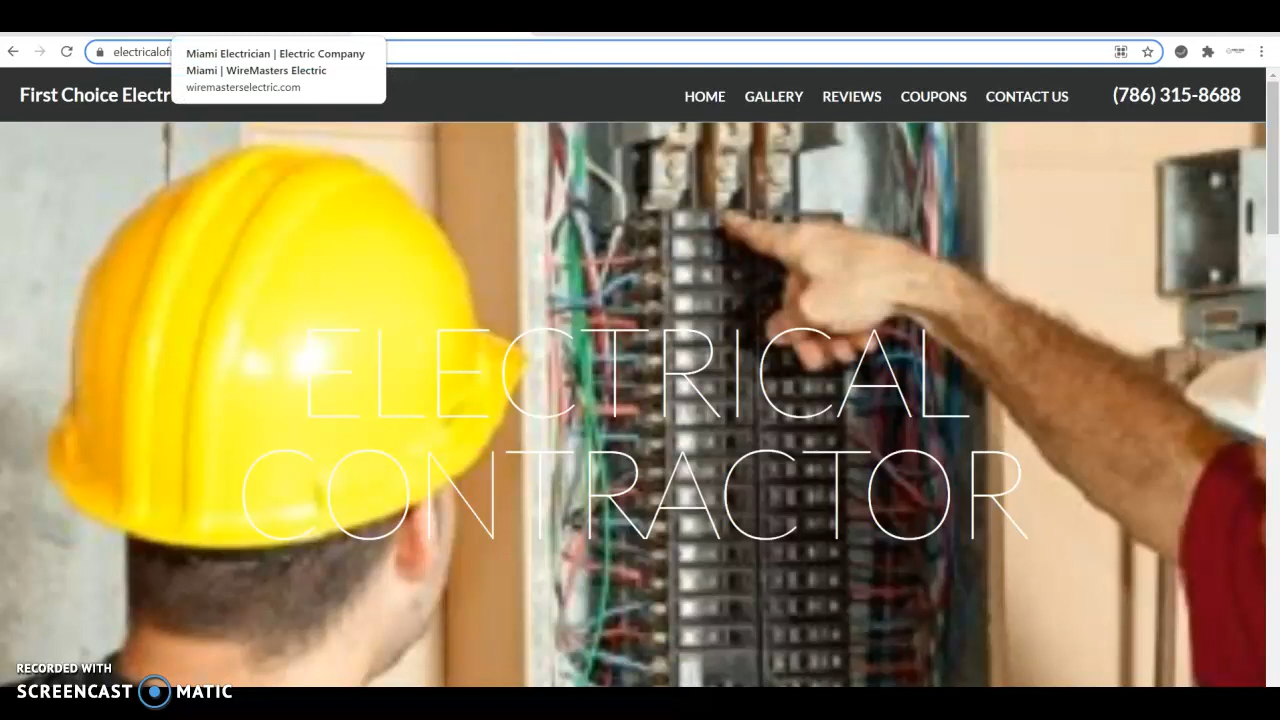 electricalof
Miami Electrician | Electric Company
Miami | WireMasters Electric
wiremasterselectric.com
First Choice Electr
HOME GALLERY REVIEWS COUPONS CONTACT US (786) 315-8688
ELECTRICAL
CONTRACTOR
RECORDED WITH
SCREENCAST MATIC